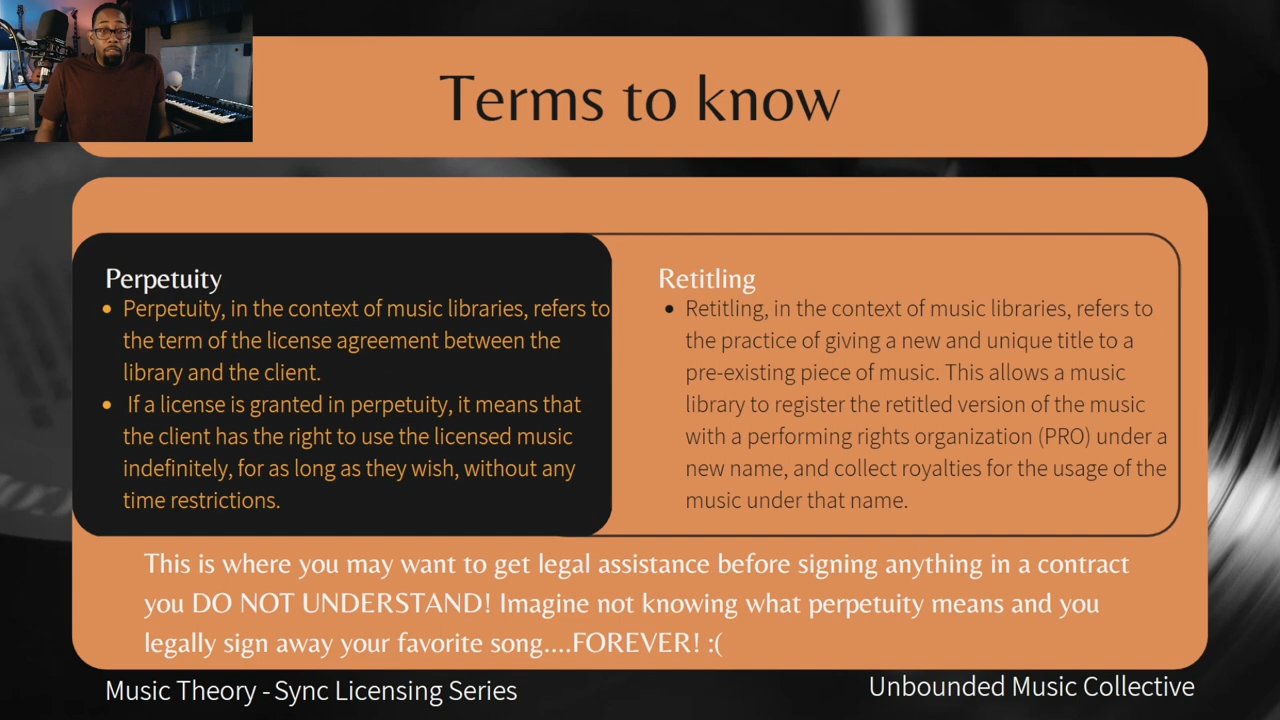 Terms to know
Perpetuity
• Perpetuity, in the context of music libraries, refers to
the term of the license agreement between the
library and the client.
• If a license is granted in perpetuity, it means that
the client has the right to use the licensed music
indefinitely, for as long as they wish, without any
time restrictions.
Retitling
• Retitling, in the context of music libraries, refers to
the practice of giving a new and unique title to a
pre-existing piece of music. This allows a music
library to register the retitled version of the music
with a performing rights organization (PRO) under a
new name, and collect royalties for the usage of the
music under that name.
This is where you may want to get legal assistance before signing anything in a contract
you DO NOT UNDERSTAND! Imagine not knowing what perpetuity means and you
legally sign away your favorite song....FOREVER! :(
Music Theory - Sync Licensing Series
Unbounded Music Collective